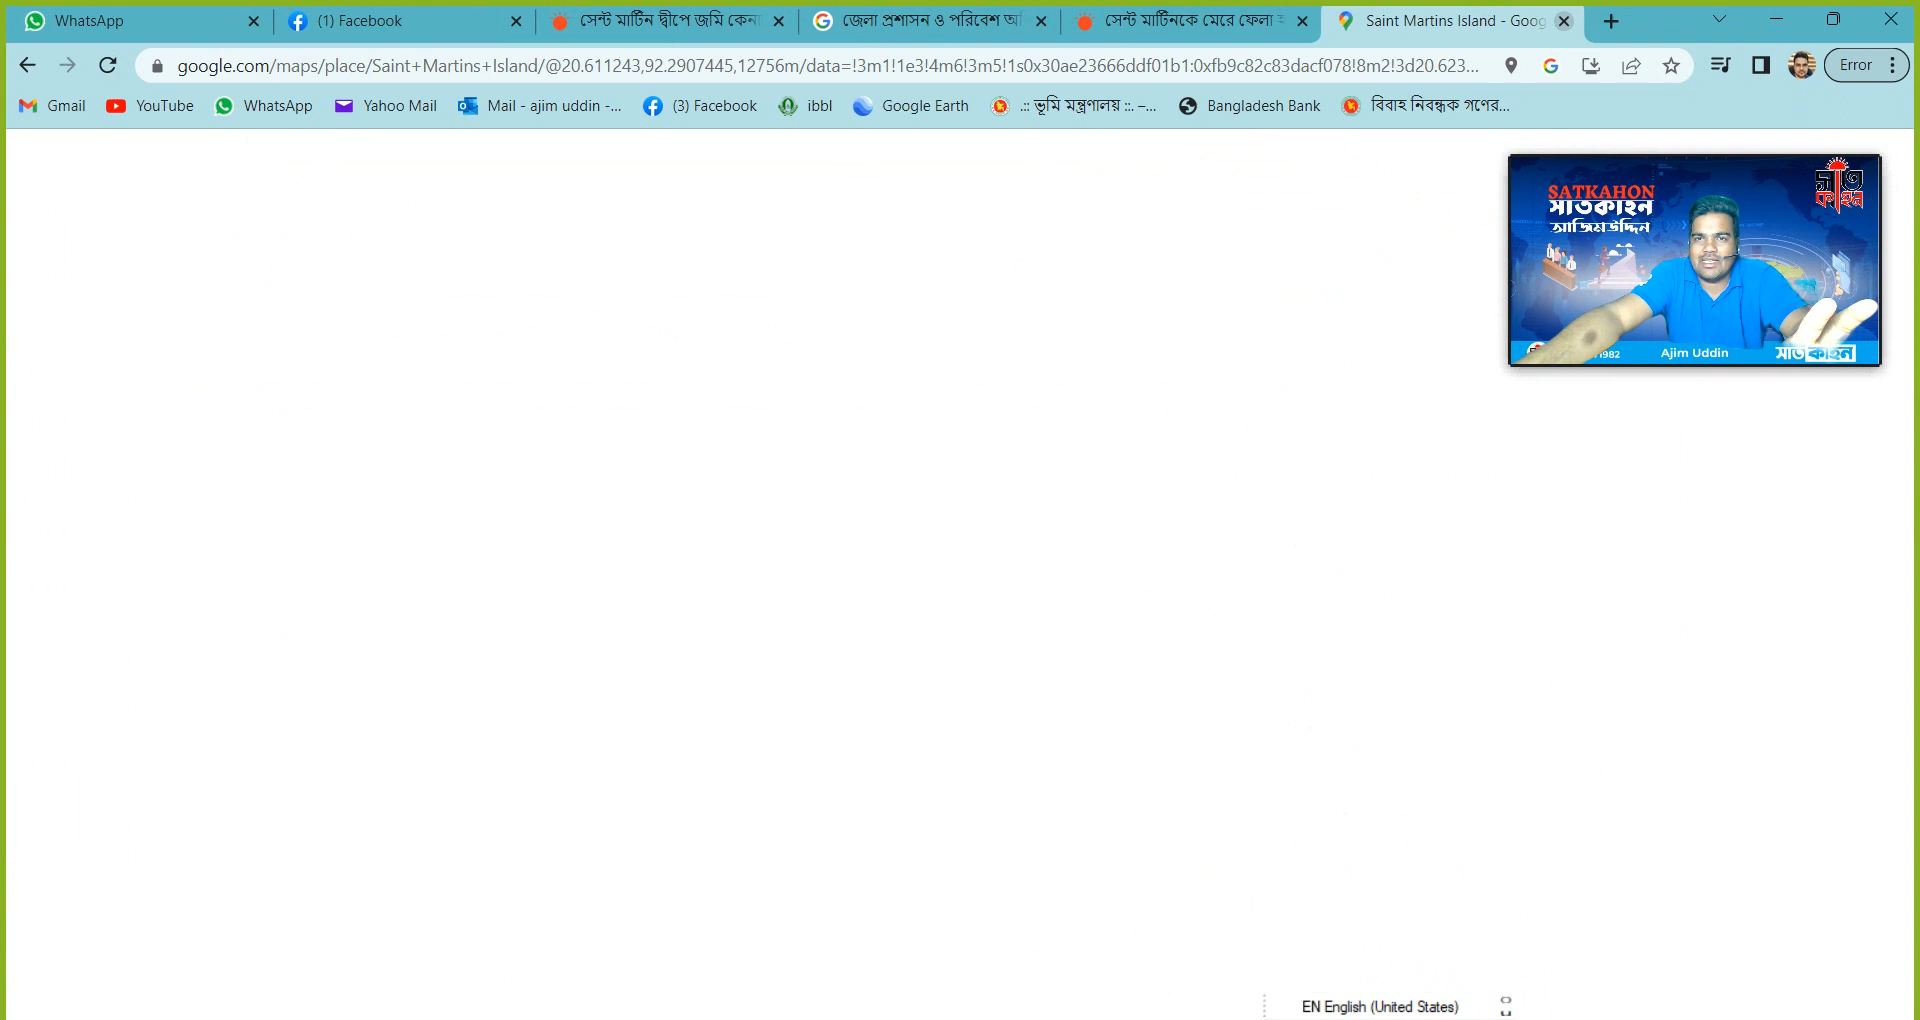 WhatsApp
(1) Facebook
সেন্ট মার্টিন দ্বীপে জমি কেনা
জেলা প্রশাসন ও পরিবেশ অ
সেন্ট মার্টিনকে মেরে ফেলা
Saint Martins Island - Goog
google.com/maps/place/Saint+Martins+Island/@20.611243,92.2907445,12756m/data=!3m1!1e3!4m6!3m5!1s0x30ae23666ddf01b1:0xfb9c82c83dacf078!8m2!3d20.623...
Error
Gmail
YouTube
WhatsApp
Yahoo Mail
Mail - ajim uddin -...
(3) Facebook
ibbl
Google Earth
.:: ভূমি মন্ত্রণালয় ::. –...
Bangladesh Bank
বিবাহ নিবন্ধক গণের...
SATKAHON
সাতকাহন
আজিমউদ্দিন
সাত
কাহন
1982
Ajim Uddin
সাত কাহন
EN English (United States)